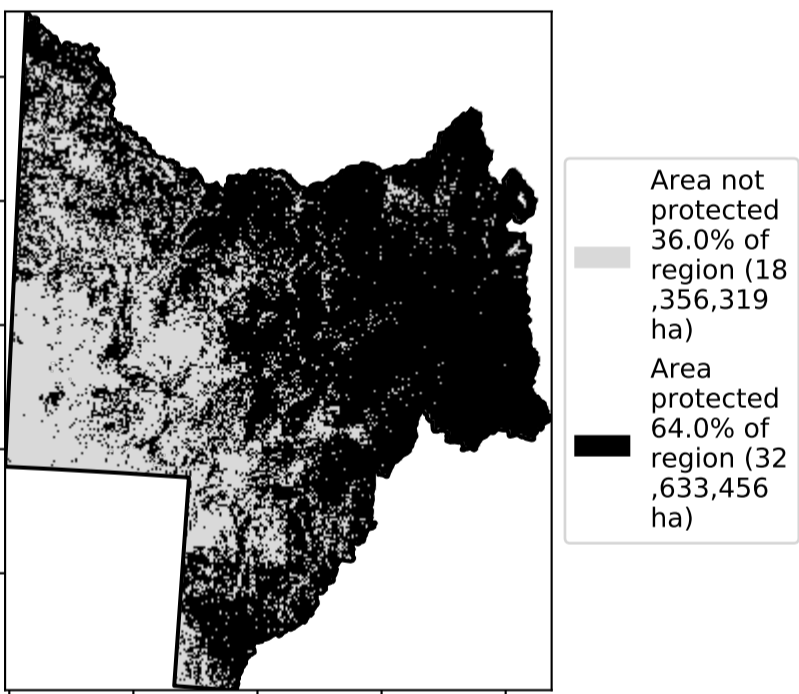 Area not
protected
36.0% of
region (18
,356,319
ha)
Area
protected
64.0% of
region (32
,633,456
ha)